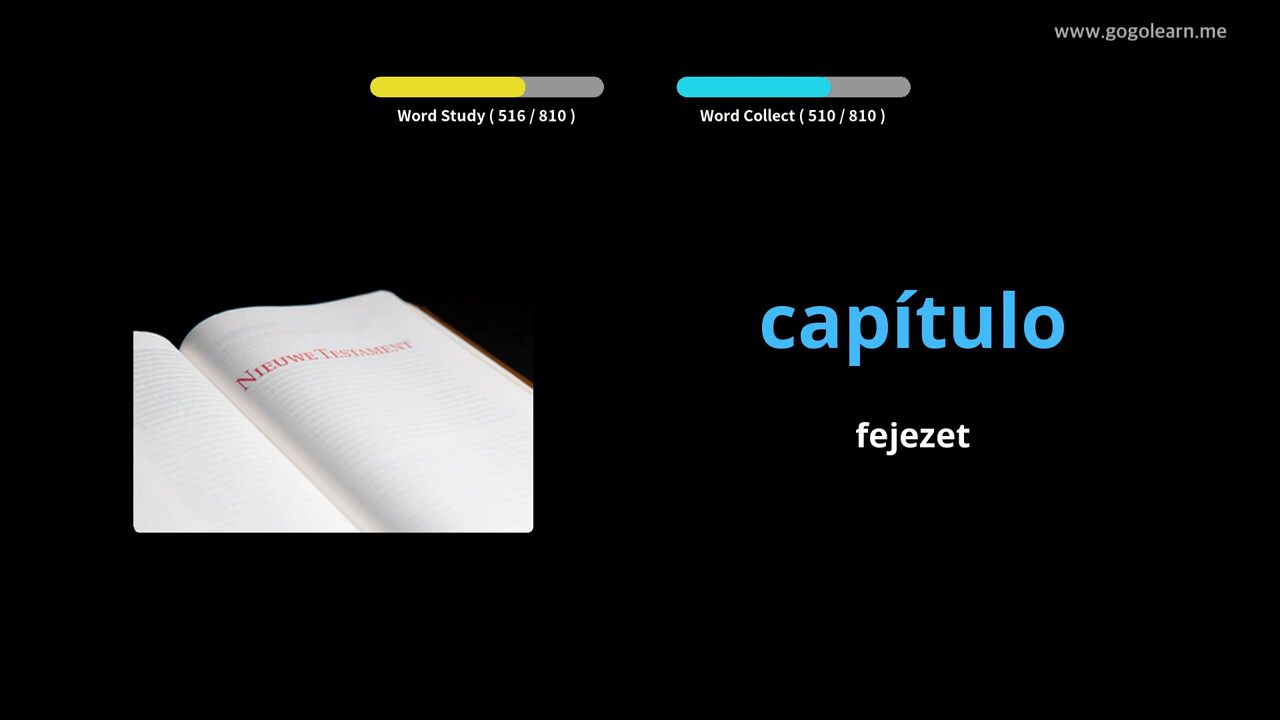 www.gogolearn.me
Word Study ( 516 / 810 )
Word Collect ( 510 / 810 )
NIEUWE TESTAMENT
capítulo
fejezet